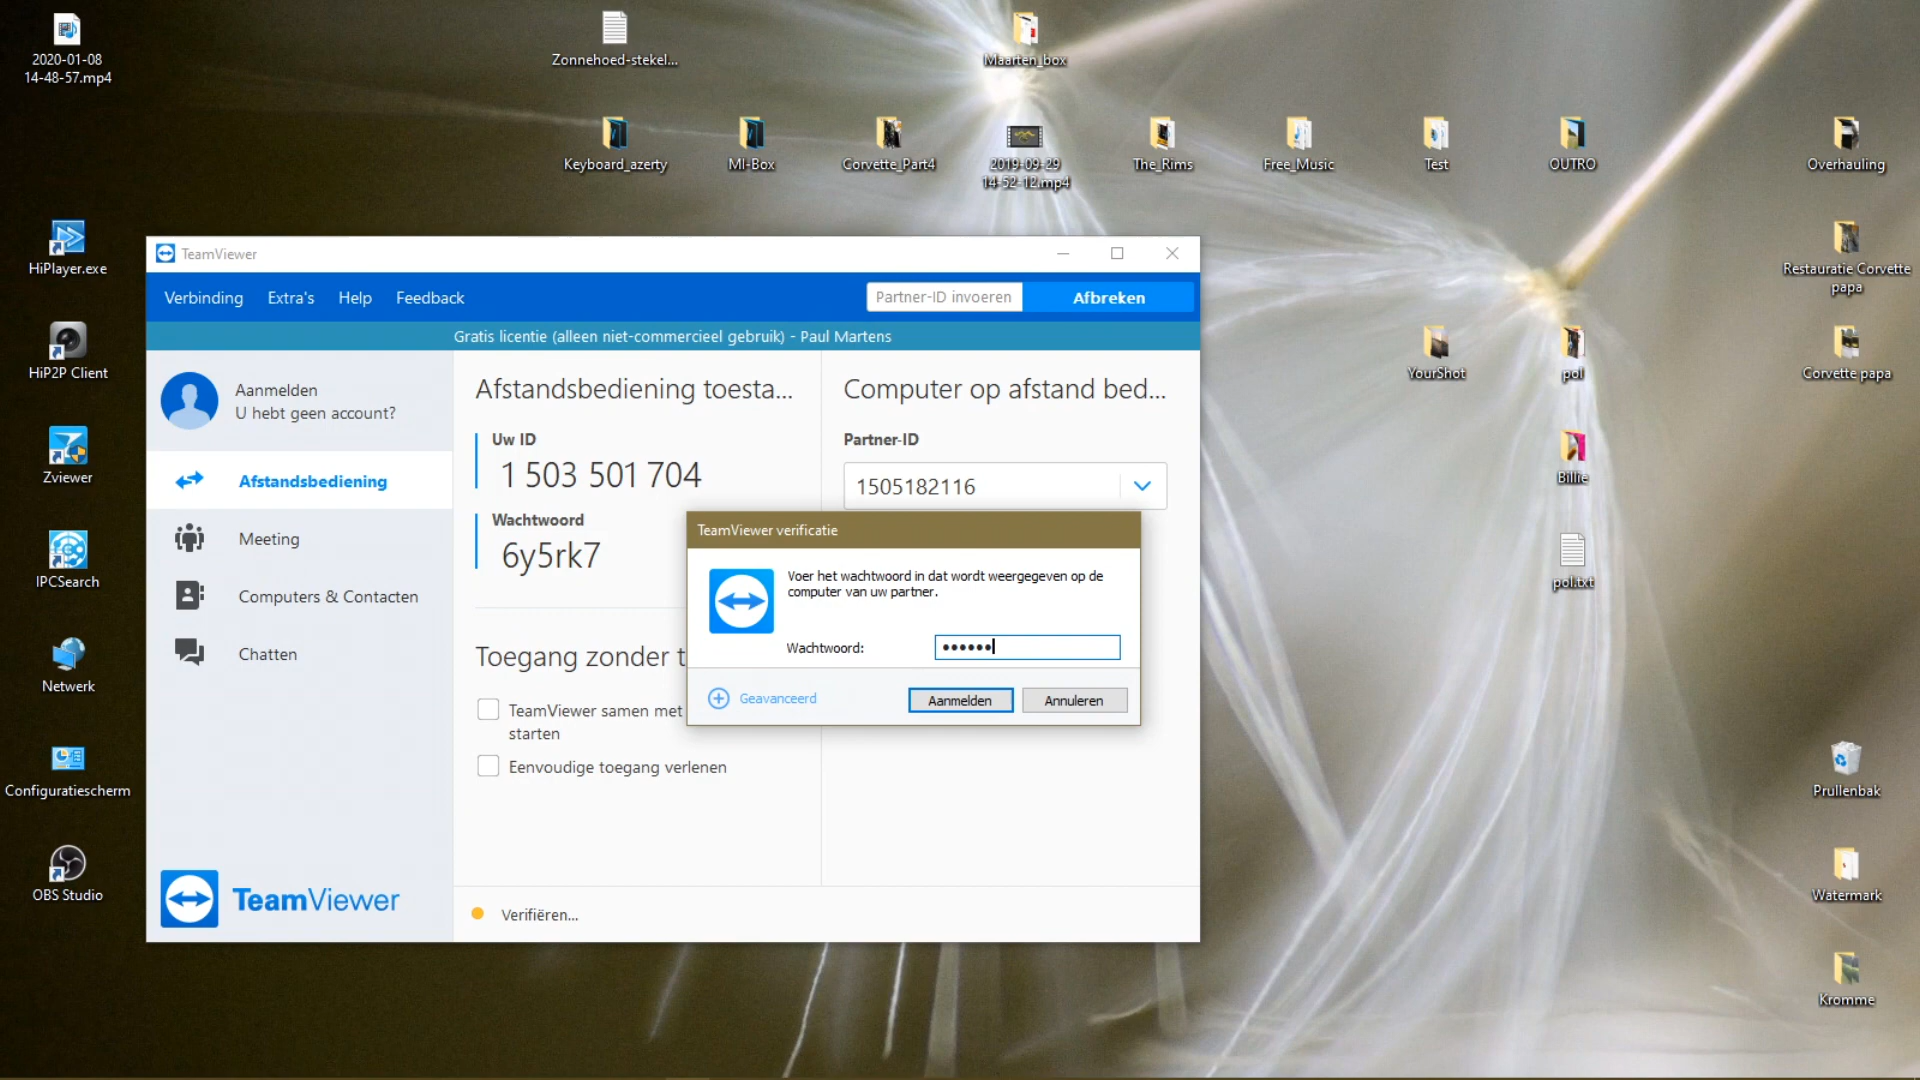 2020-01-08
14-48-57.mp4
Zonnehoed-stekel...
Maarten_box
Keyboard_azerty
MI-Box
Corvette_Part4
2019-09-29
14-52-12.mp4
The_Rims
Free_Music
Test
OUTRO
Overhauling
HiPlayer.exe
Restauratie Corvette
papa
HiP2P Client
YourShot
pol
Corvette papa
Zviewer
Billie
IPCSearch
pol.txt
Netwerk
Configuratiescherm
Prullenbak
OBS Studio
Watermark
Kromme
TeamViewer
Verbinding
Extra's
Help
Feedback
Partner-ID invoeren
Afbreken
Gratis licentie (alleen niet-commercieel gebruik) - Paul Martens
Aanmelden
U hebt geen account?
Afstandsbediening
Meeting
Computers & Contacten
Chatten
TeamViewer
Afstandsbediening toesta...
Uw ID
1 503 501 704
Wachtwoord
6y5rk7
Toegang zonder t
TeamViewer samen met
starten
Eenvoudige toegang verlenen
Computer op afstand bed...
Partner-ID
1505182116
TeamViewer verificatie
Voer het wachtwoord in dat wordt weergegeven op de
computer van uw partner.
Wachtwoord:
••••••
Geavanceerd
Aanmelden
Annuleren
Verifiëren...